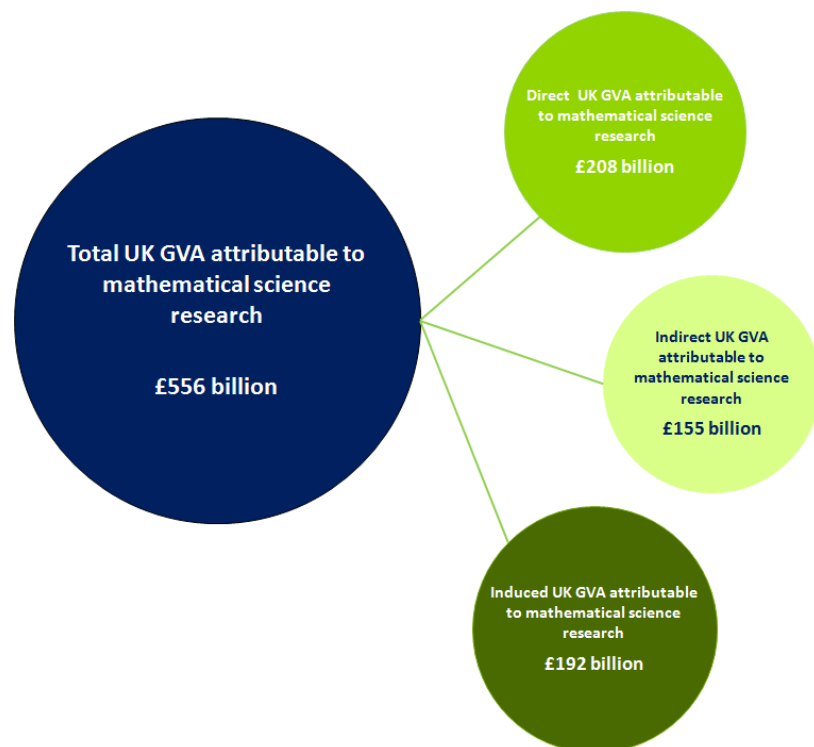 Total UK GVA attributable to
mathematical science
research
£556 billion
Direct UK GVA attributable
to mathematical science
research
£208 billion
Indirect UK GVA
attributable to
mathematical science
research
£155 billion
Induced UK GVA attributable
to mathematical science
research
£192 billion